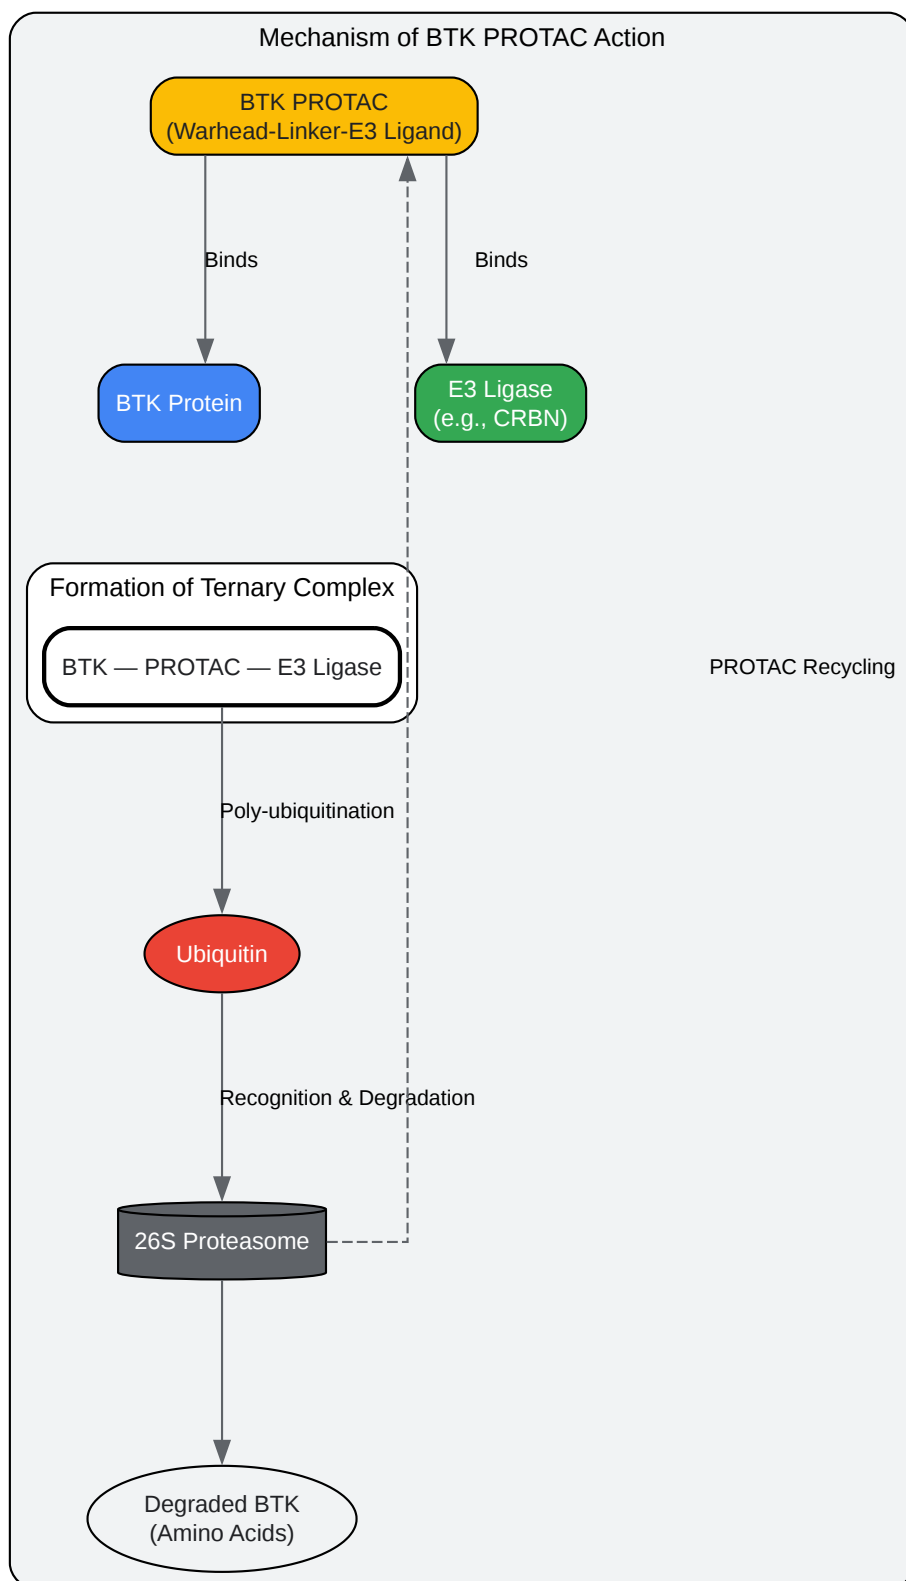 Mechanism of BTK PROTAC Action
BTK PROTAC
(Warhead-Linker-E3 Ligand)
Binds
Binds
BTK Protein
E3 Ligase
(e.g., CRBN)
Formation of Ternary Complex
BTK — PROTAC — E3 Ligase
PROTAC Recycling
Poly-ubiquitination
Ubiquitin
Recognition & Degradation
26S Proteasome
Degraded BTK
(Amino Acids)